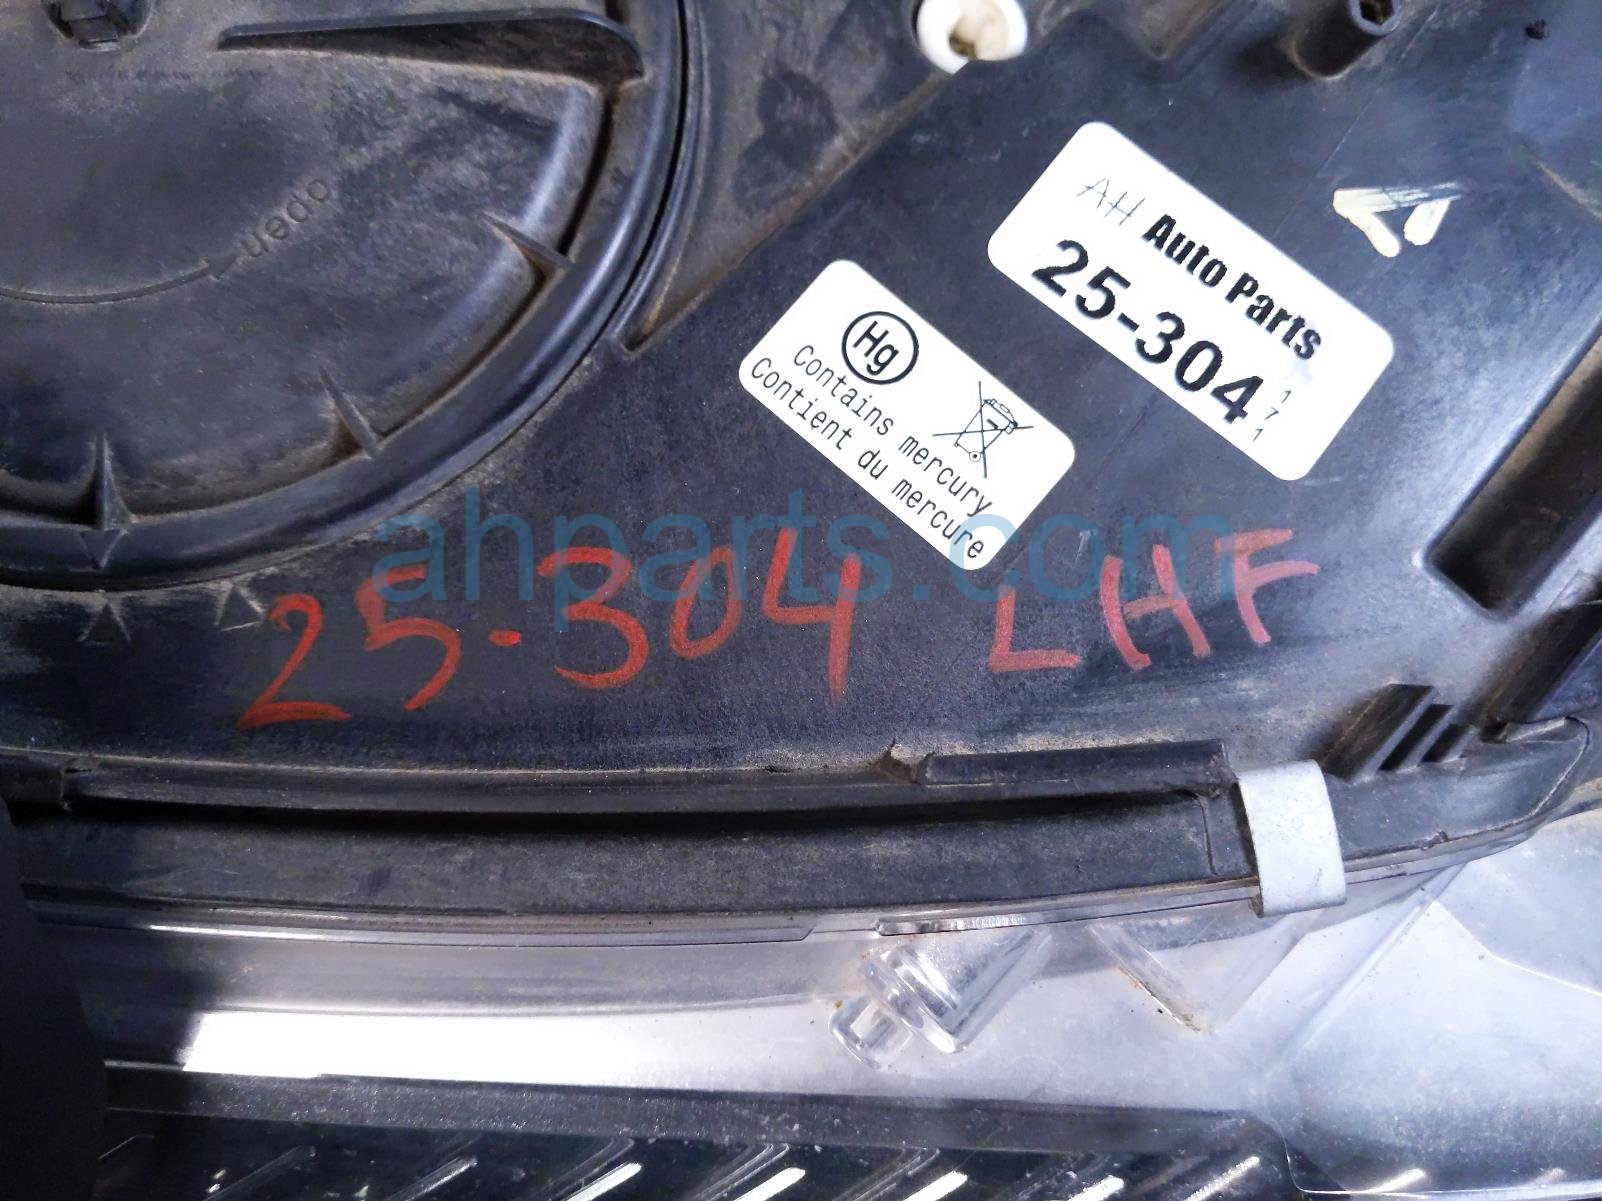 open
AH Auto Parts
25-304
171
Hg
Contains mercury
Contient du mercure
ahparts.com
25-304 LHF